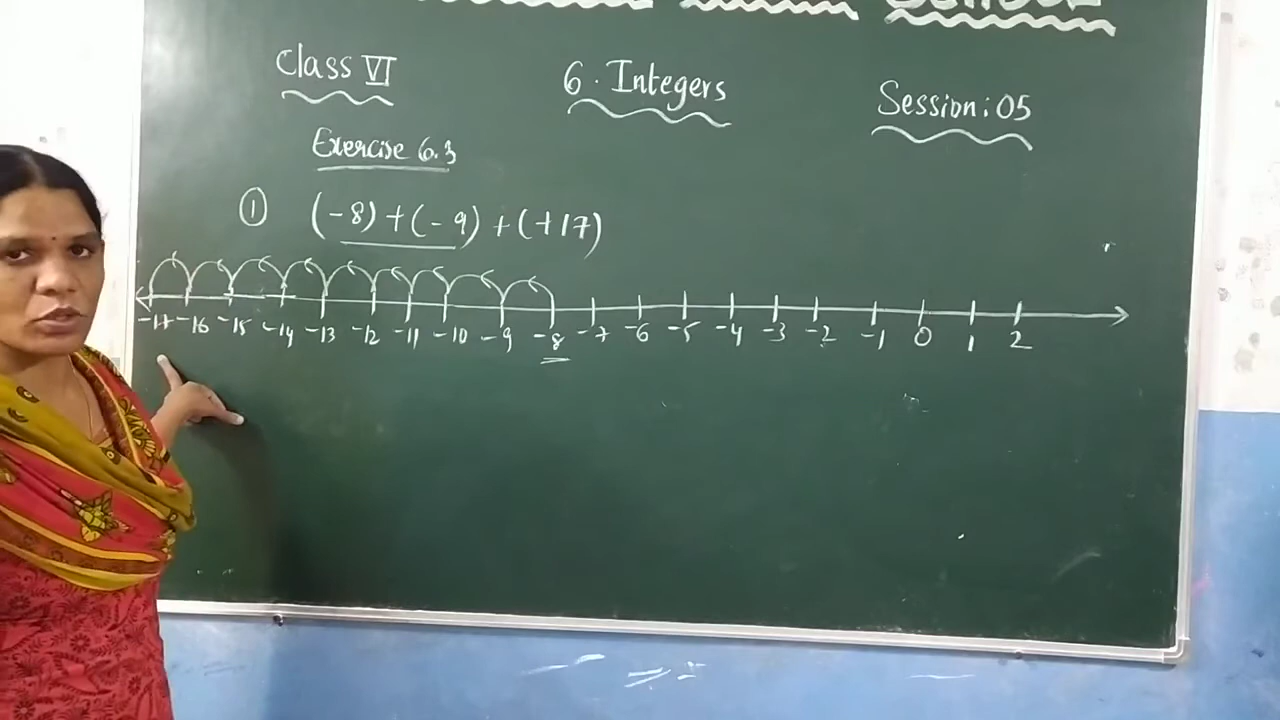 Class VI
6. Integers
Session: 05
Exercise 6.3
① (-8) + (-9) + (+17)
-17 -16 -15 -14 -13 -12 -11 -10 -9 -8 -7 -6 -5 -4 -3 -2 -1 0 1 2